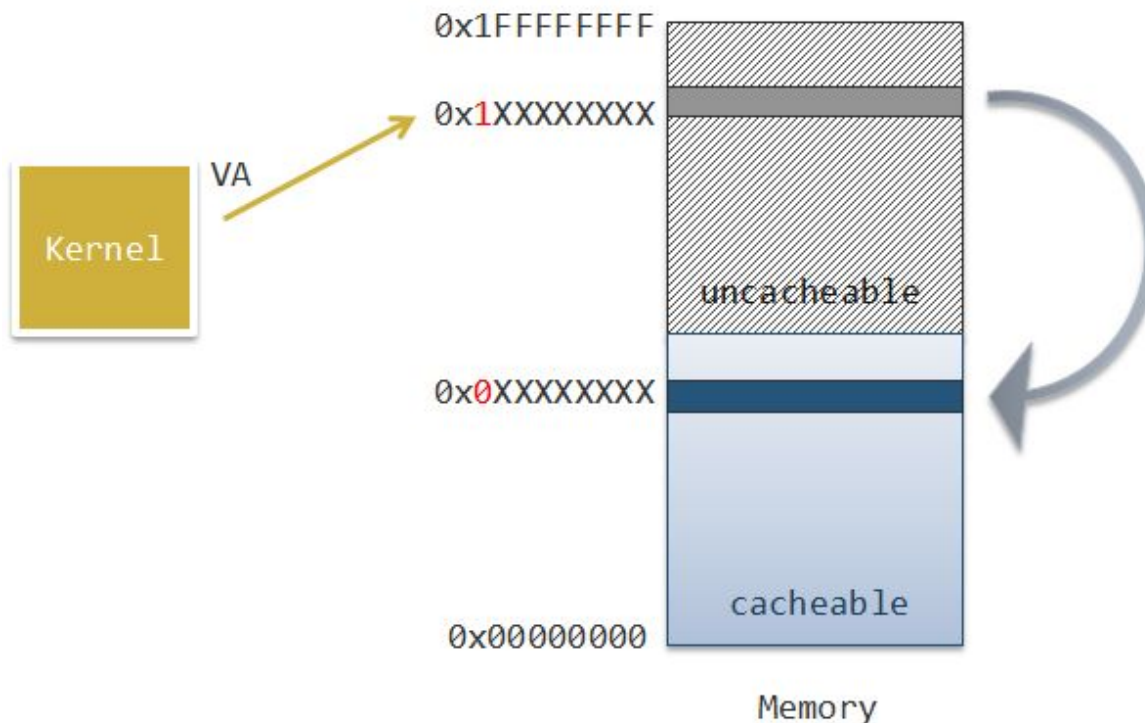 0x1FFFFFFFF
0x1XXXXXXXX
VA
Kernel
uncacheable
0x0XXXXXXXX
cacheable
0x00000000
Memory